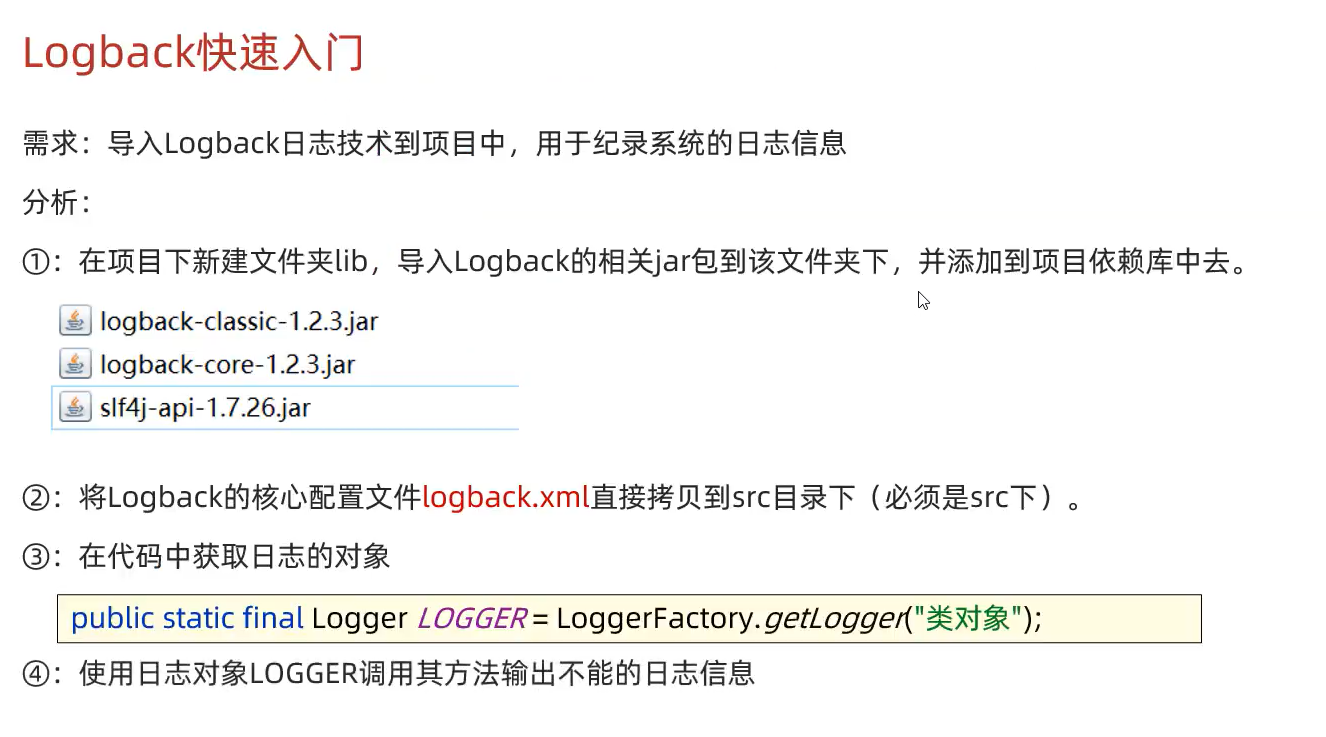 Logback快速入门
需求：导入Logback日志技术到项目中，用于纪录系统的日志信息
分析：
①：在项目下新建文件夹lib，导入Logback的相关jar包到该文件夹下，并添加到项目依赖库中去。
logback-classic-1.2.3.jar
logback-core-1.2.3.jar
slf4j-api-1.7.26.jar
②：将Logback的核心配置文件logback.xml直接拷贝到src目录下（必须是src下）。
③：在代码中获取日志的对象
public static final Logger LOGGER = LoggerFactory.getLogger("类对象");
④：使用日志对象LOGGER调用其方法输出不能的日志信息